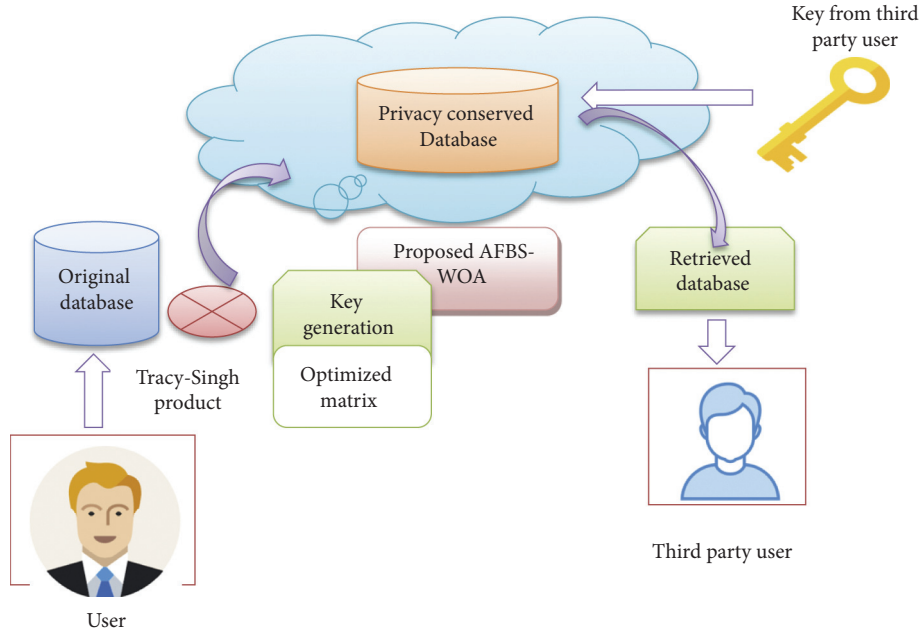 Key from third
party user
Privacy conserved
Database
Original
database
Proposed AFBS-
WOA
Retrieved
database
Key
generation
Tracy-Singh
product
Optimized
matrix
Third party user
User